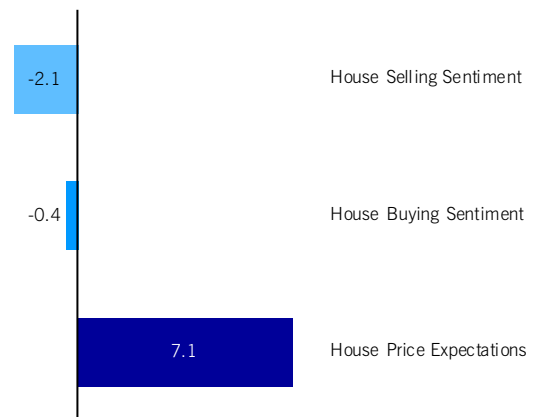 -2.1 House Selling Sentiment
-0.4 House Buying Sentiment
7.1 House Price Expectations